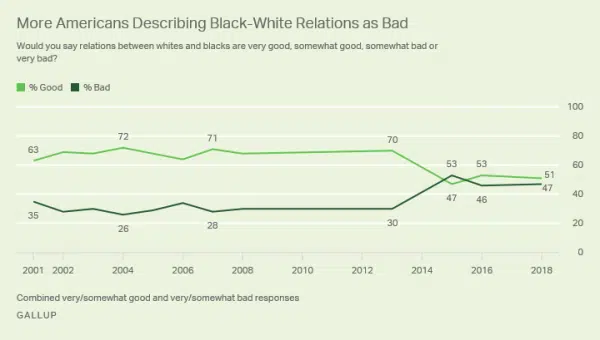 More Americans Describing Black-White Relations as Bad
Would you say relations between whites and blacks are very good, somewhat good, somewhat bad or
very bad?
% Good % Bad
100
80
60
40
20
0
63 72 71 70 53 53 51
35 26 28 30 47 46 47
2001 2002 2004 2006 2008 2010 2012 2014 2016 2018
Combined very/somewhat good and very/somewhat bad responses
GALLUP